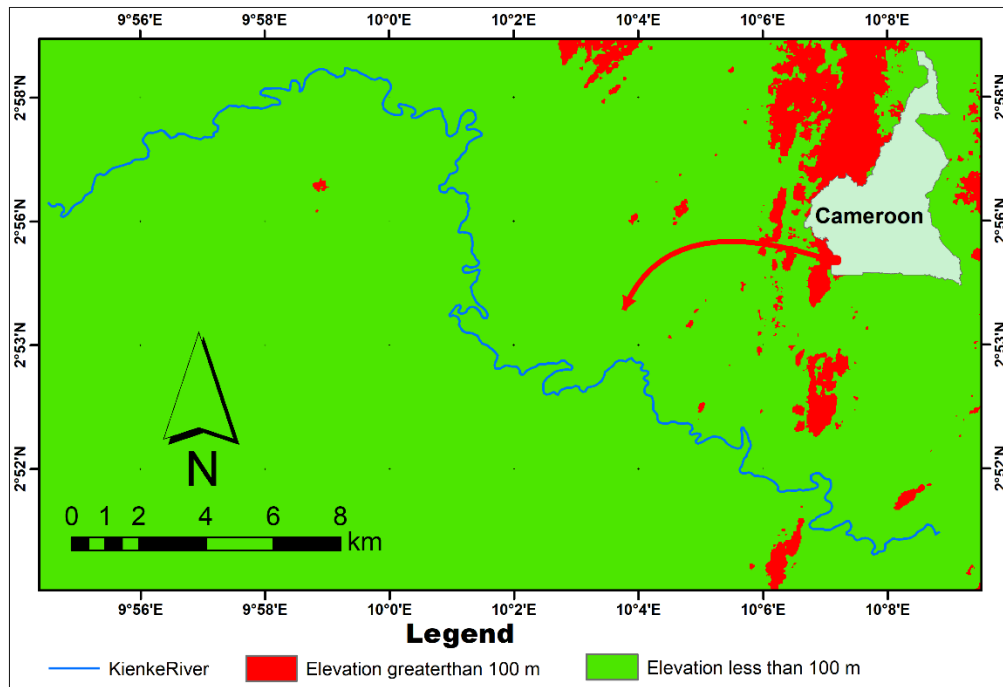 9°56'E 9°58'E 10°0'E 10°2'E 10°4'E 10°6'E 10°8'E
2°58'N 2°58'N
Cameroon
2°56'N 2°56'N
2°53'N 2°53'N
2°52'N 2°52'N
N
0 1 2 4 6 8
km
9°56'E 9°58'E 10°0'E 10°2'E 10°4'E 10°6'E 10°8'E
Legend
KienkeRiver Elevation greaterthan 100 m Elevation less than 100 m